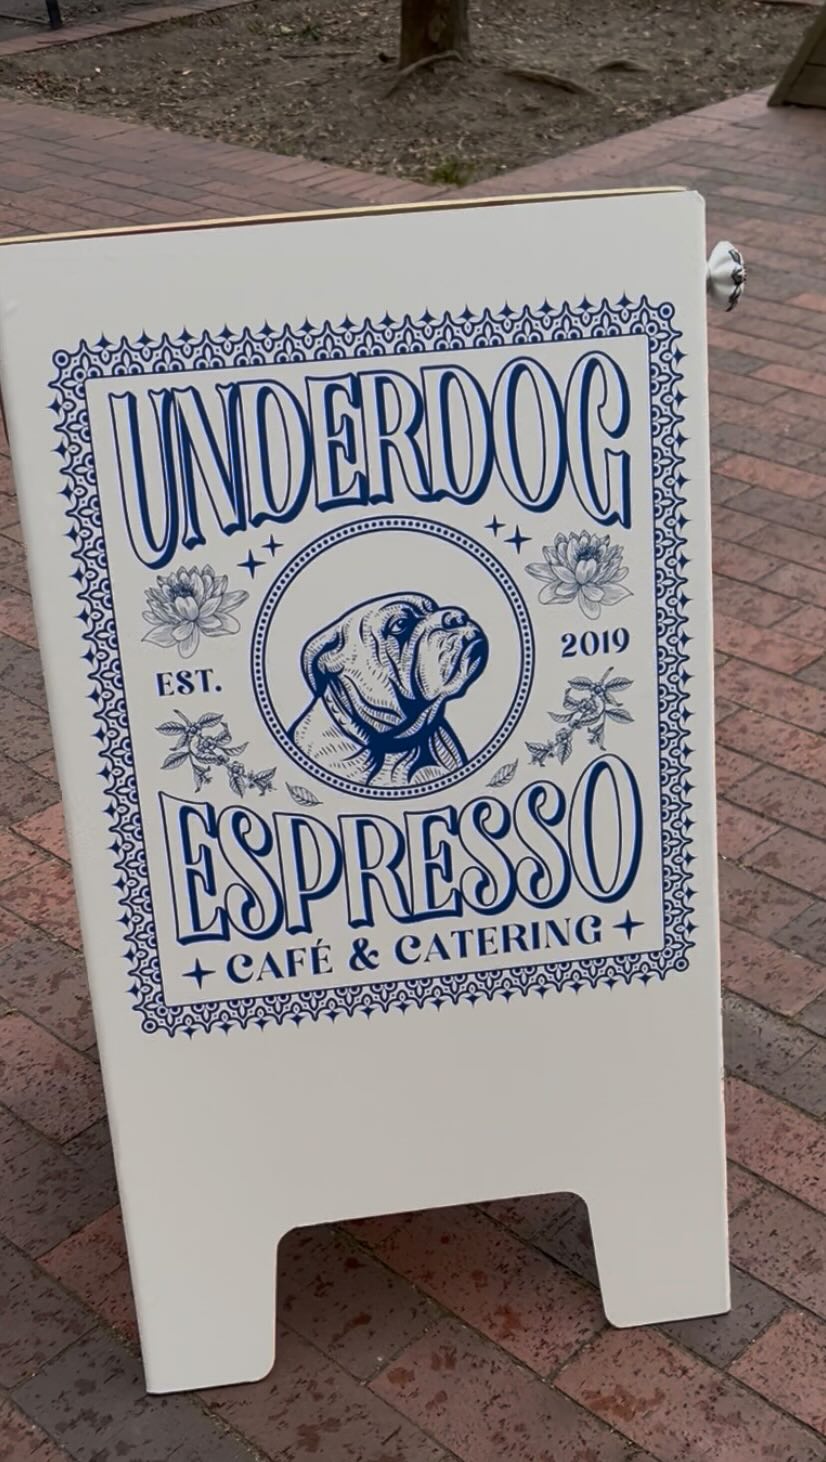 UNDERDOG
EST. 2019
ESPRESSO
CAFÉ & CATERING